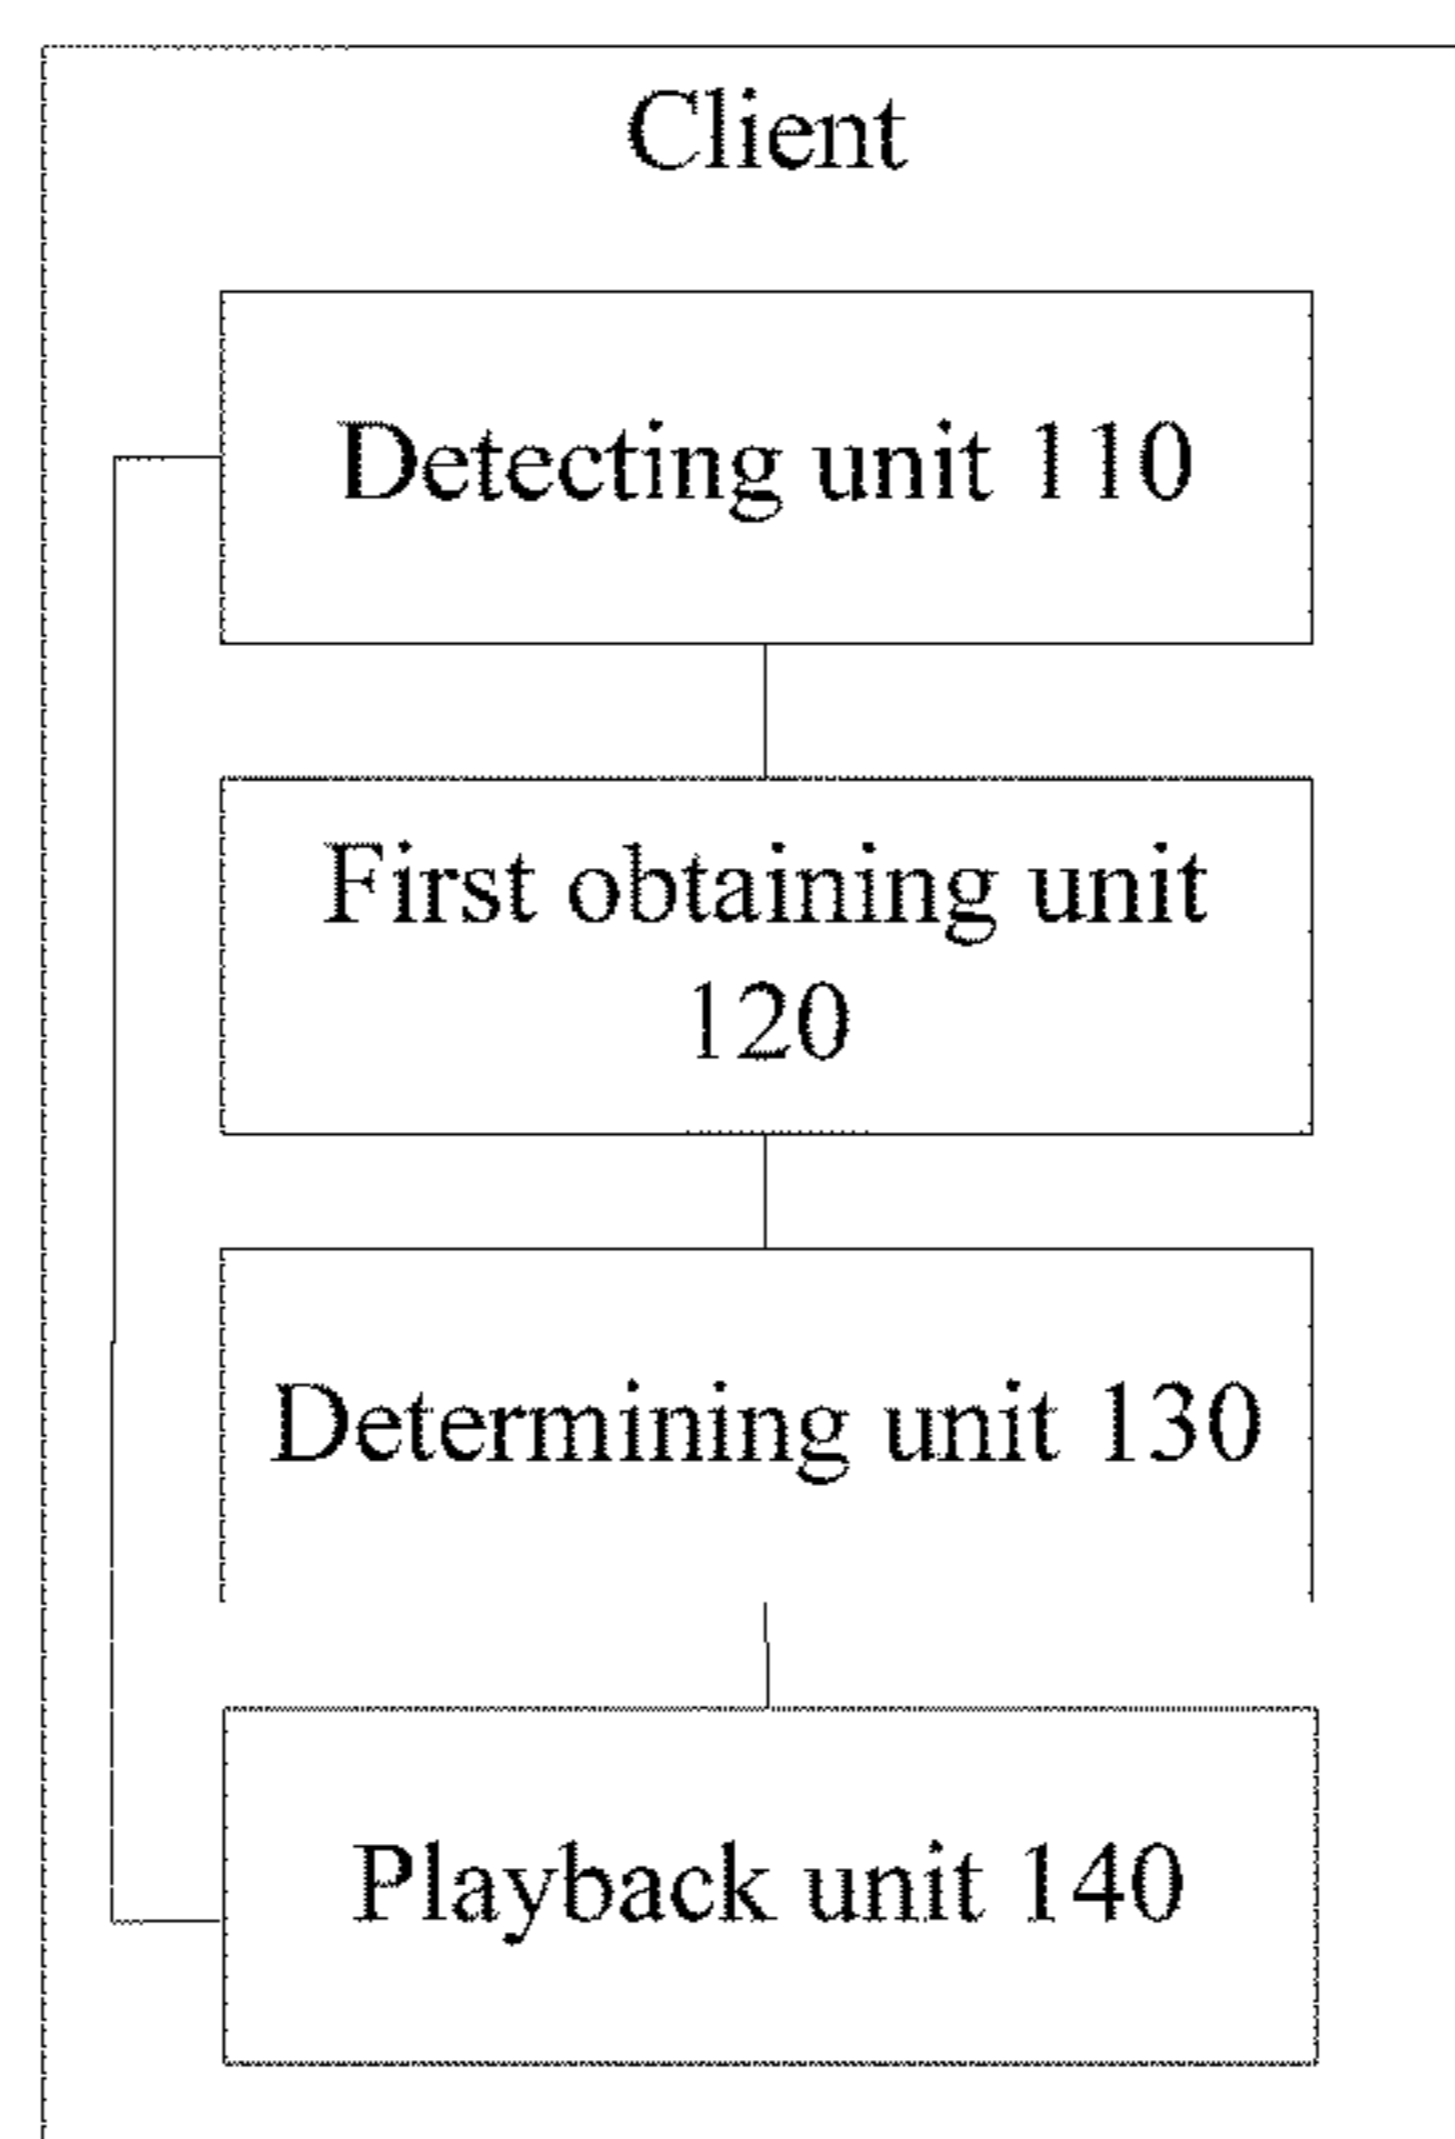 Client
Detecting unit 110
First obtaining unit
120
Determining unit 130
Playback unit 140